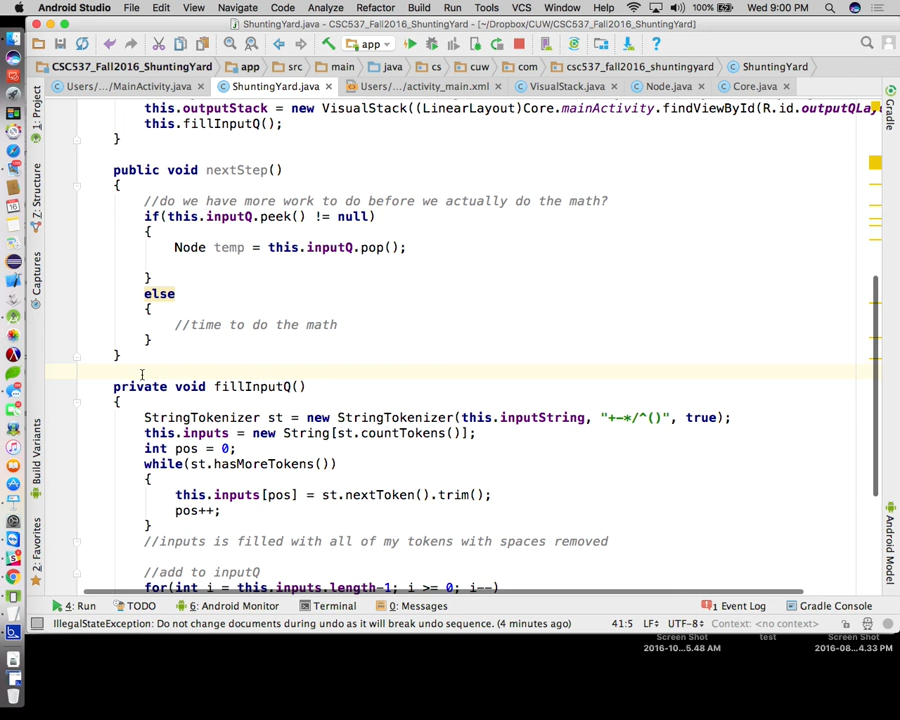 Android Studio File Edit View Navigate Code Analyze Refactor Build Run Tools VCS Window Help 100% Wed 9:00 PM
ShuntingYard.java - CSC537_Fall2016_ShuntingYard - [~/Dropbox/CUW/CSC537_Fall2016_ShuntingYard]
app
CSC537_Fall2016_ShuntingYard app src main java cs cuw com csc537_fall2016_shuntingyard ShuntingYard
Users/.../MainActivity.java ShuntingYard.java Users/.../activity_main.xml VisualStack.java Node.java Core.java
1: Project
7: Structure
Captures
Build Variants
2: Favorites
this.outputStack = new VisualStack((LinearLayout)Core.mainActivity.findViewById(R.id.outputQLay
this.fillInputQ();
}
public void nextStep()
{
//do we have more work to do before we actually do the math?
if(this.inputQ.peek() != null)
{
Node temp = this.inputQ.pop();
}
else
{
//time to do the math
}
}
private void fillInputQ()
{
StringTokenizer st = new StringTokenizer(this.inputString, "+-*/^()", true);
this.inputs = new String[st.countTokens()];
int pos = 0;
while(st.hasMoreTokens())
{
this.inputs[pos] = st.nextToken().trim();
pos++;
}
//inputs is filled with all of my tokens with spaces removed
//add to inputQ
for(int i = this.inputs.length-1; i >= 0; i--)
Gradle
Android Model
4: Run TODO 6: Android Monitor Terminal 0: Messages 1 Event Log Gradle Console
IllegalStateException: Do not change documents during undo as it will break undo sequence. (4 minutes ago) 41:5 LF UTF-8 Context: <no context>
Screen Shot
2016-10...5.48 AM
test
Screen Shot
2016-08...4.33 PM